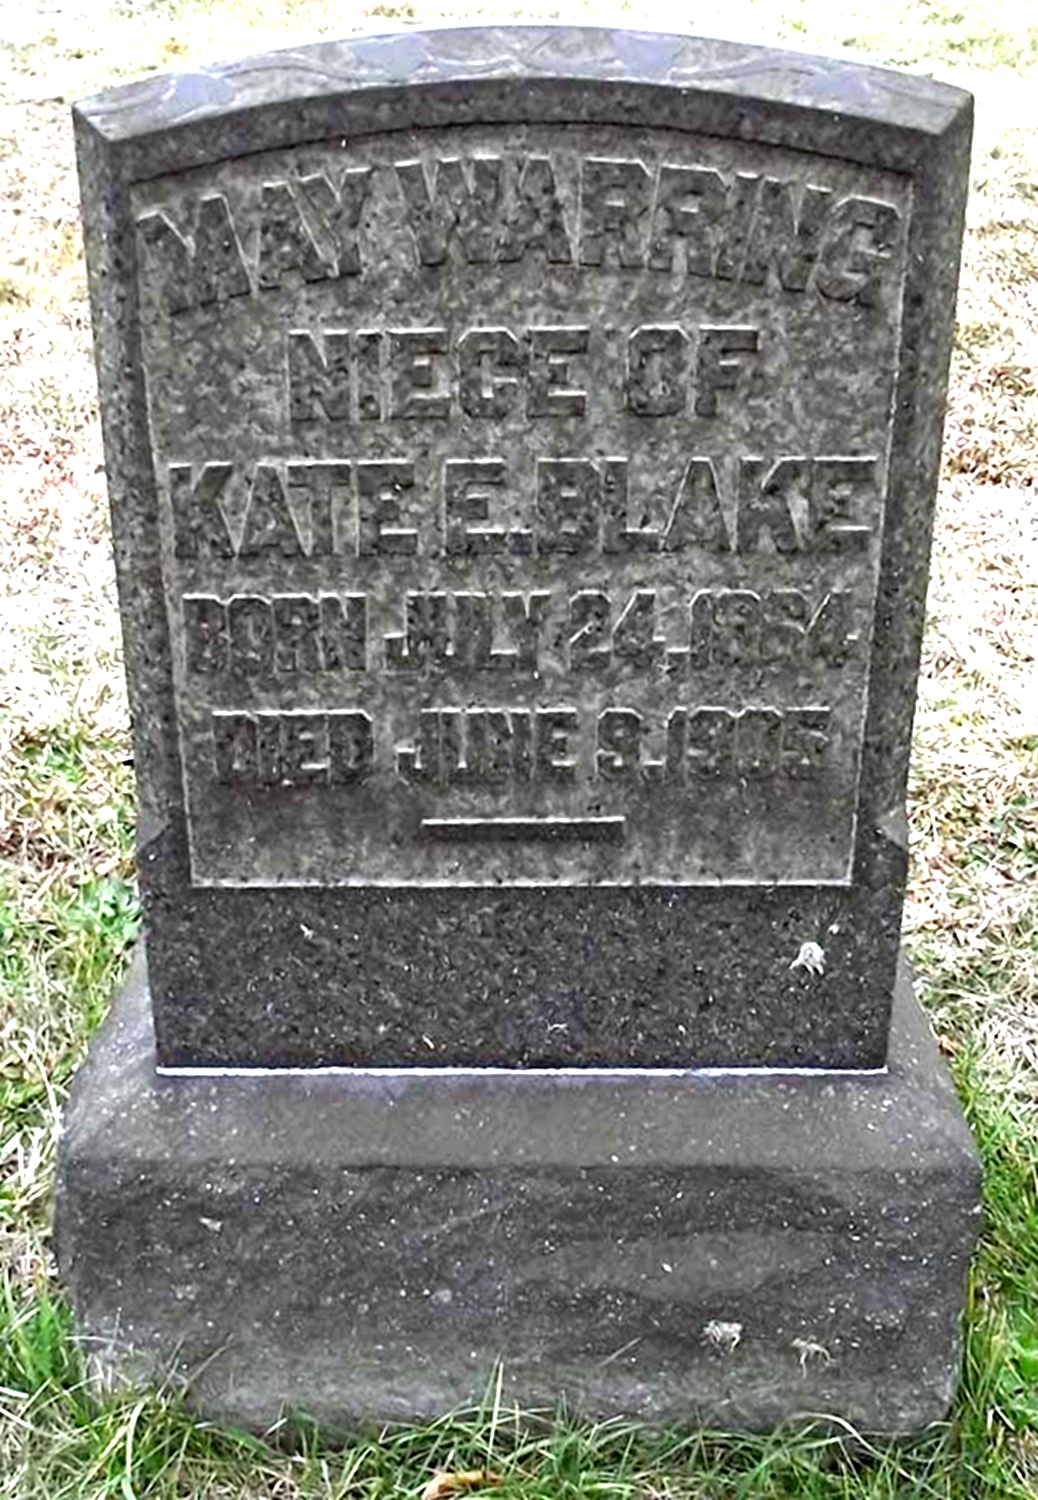 MAY WARRING
NIECE OF
KATE E. BLAKE
BORN JULY 24, 1884
DIED JUNE 9, 1905